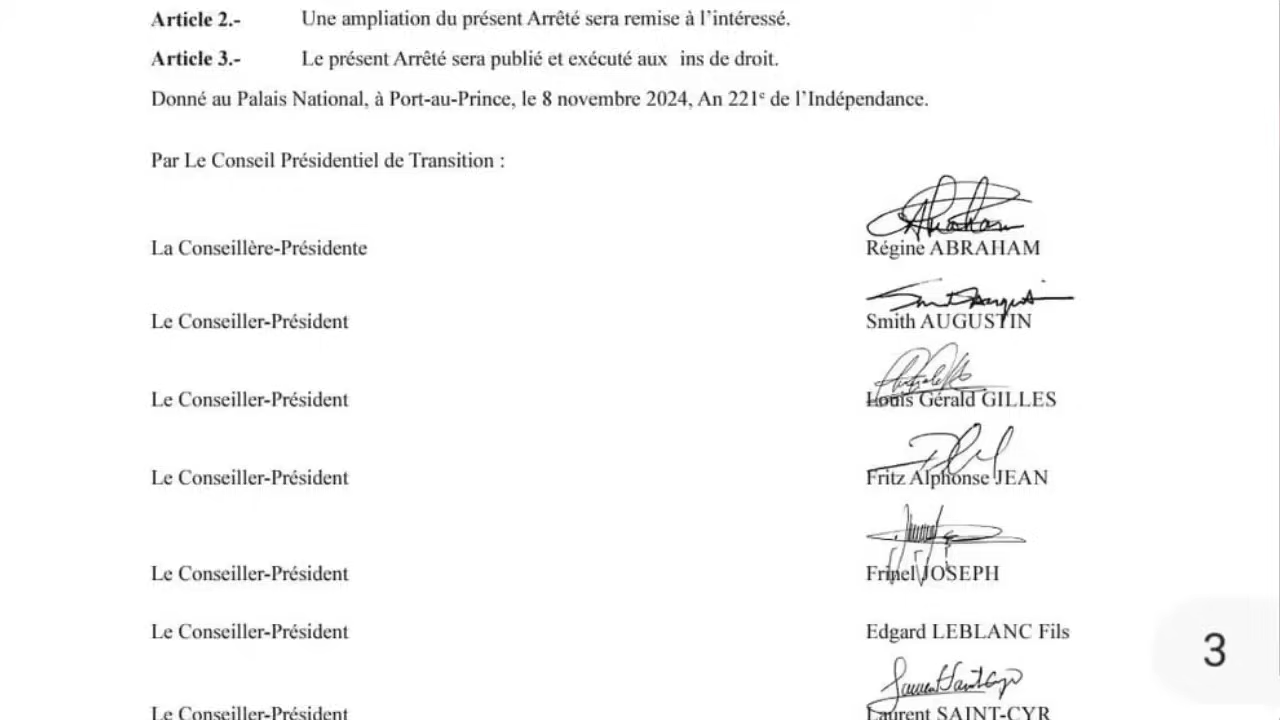 Article 2.- Une ampliation du présent Arrêté sera remise à l’intéressé.
Article 3.- Le présent Arrêté sera publié et exécuté aux ins de droit.
Donné au Palais National, à Port-au-Prince, le 8 novembre 2024, An 221e de l’Indépendance.
Par Le Conseil Présidentiel de Transition :
La Conseillère-Présidente Régine ABRAHAM
Le Conseiller-Président Smith AUGUSTIN
Le Conseiller-Président Louis Gérald GILLES
Le Conseiller-Président Fritz Alphonse JEAN
Le Conseiller-Président Frinel JOSEPH
Le Conseiller-Président Edgard LEBLANC Fils
3
Le Conseiller-Président Laurent SAINT-CYR